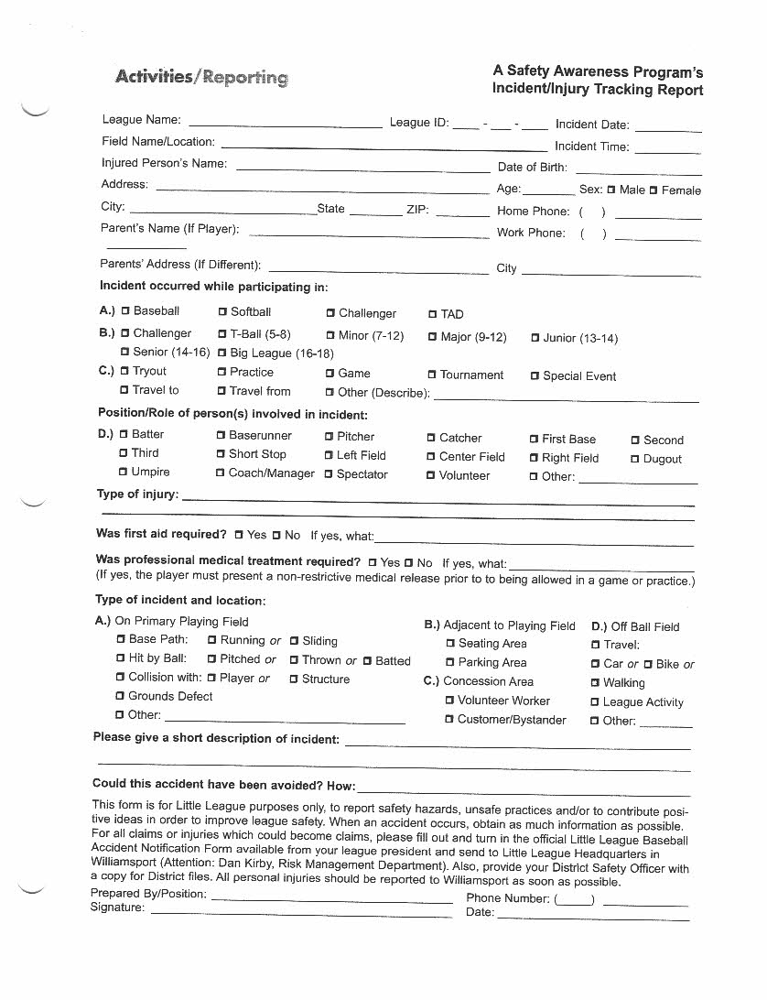 Activities/Reporting
A Safety Awareness Program's
Incident/Injury Tracking Report
League Name: ____________ League ID: ____ - ____ - ____ Incident Date: ________
Field Name/Location: ____________ Incident Time: ________
Injured Person's Name: ____________ Date of Birth: ________
Address: ____________ Age: ________ Sex: □ Male □ Female
City: ____________ State ________ ZIP: ________ Home Phone: ( ) ________
Parent's Name (If Player): ____________ Work Phone: ( ) ________
____________
Parents' Address (If Different): ____________ City ____________
Incident occurred while participating in:
A.) □ Baseball □ Softball □ Challenger □ TAD
B.) □ Challenger □ T-Ball (5-8) □ Minor (7-12) □ Major (9-12) □ Junior (13-14)
□ Senior (14-16) □ Big League (16-18)
C.) □ Tryout □ Practice □ Game □ Tournament □ Special Event
□ Travel to □ Travel from □ Other (Describe): ____________
Position/Role of person(s) involved in incident:
D.) □ Batter □ Baserunner □ Pitcher □ Catcher □ First Base □ Second
□ Third □ Short Stop □ Left Field □ Center Field □ Right Field □ Dugout
□ Umpire □ Coach/Manager □ Spectator □ Volunteer □ Other: ____________
Type of injury: ____________
____________
Was first aid required? □ Yes □ No If yes, what: ____________
Was professional medical treatment required? □ Yes □ No If yes, what: ____________
(If yes, the player must present a non-restrictive medical release prior to to being allowed in a game or practice.)
Type of incident and location:
A.) On Primary Playing Field B.) Adjacent to Playing Field D.) Off Ball Field
□ Base Path: □ Running or □ Sliding □ Seating Area □ Travel:
□ Hit by Ball: □ Pitched or □ Thrown or □ Batted □ Parking Area □ Car or □ Bike or
□ Collision with: □ Player or □ Structure C.) Concession Area □ Walking
□ Grounds Defect □ Volunteer Worker □ League Activity
□ Other: ____________ □ Customer/Bystander □ Other: ________
Please give a short description of incident: ____________
____________
Could this accident have been avoided? How: ____________
This form is for Little League purposes only, to report safety hazards, unsafe practices and/or to contribute posi-
tive ideas in order to improve league safety. When an accident occurs, obtain as much information as possible.
For all claims or injuries which could become claims, please fill out and turn in the official Little League Baseball
Accident Notification Form available from your league president and send to Little League Headquarters in
Williamsport (Attention: Dan Kirby, Risk Management Department). Also, provide your District Safety Officer with
a copy for District files. All personal injuries should be reported to Williamsport as soon as possible.
Prepared By/Position: ____________ Phone Number: (____) ________
Signature: ____________ Date: ____________